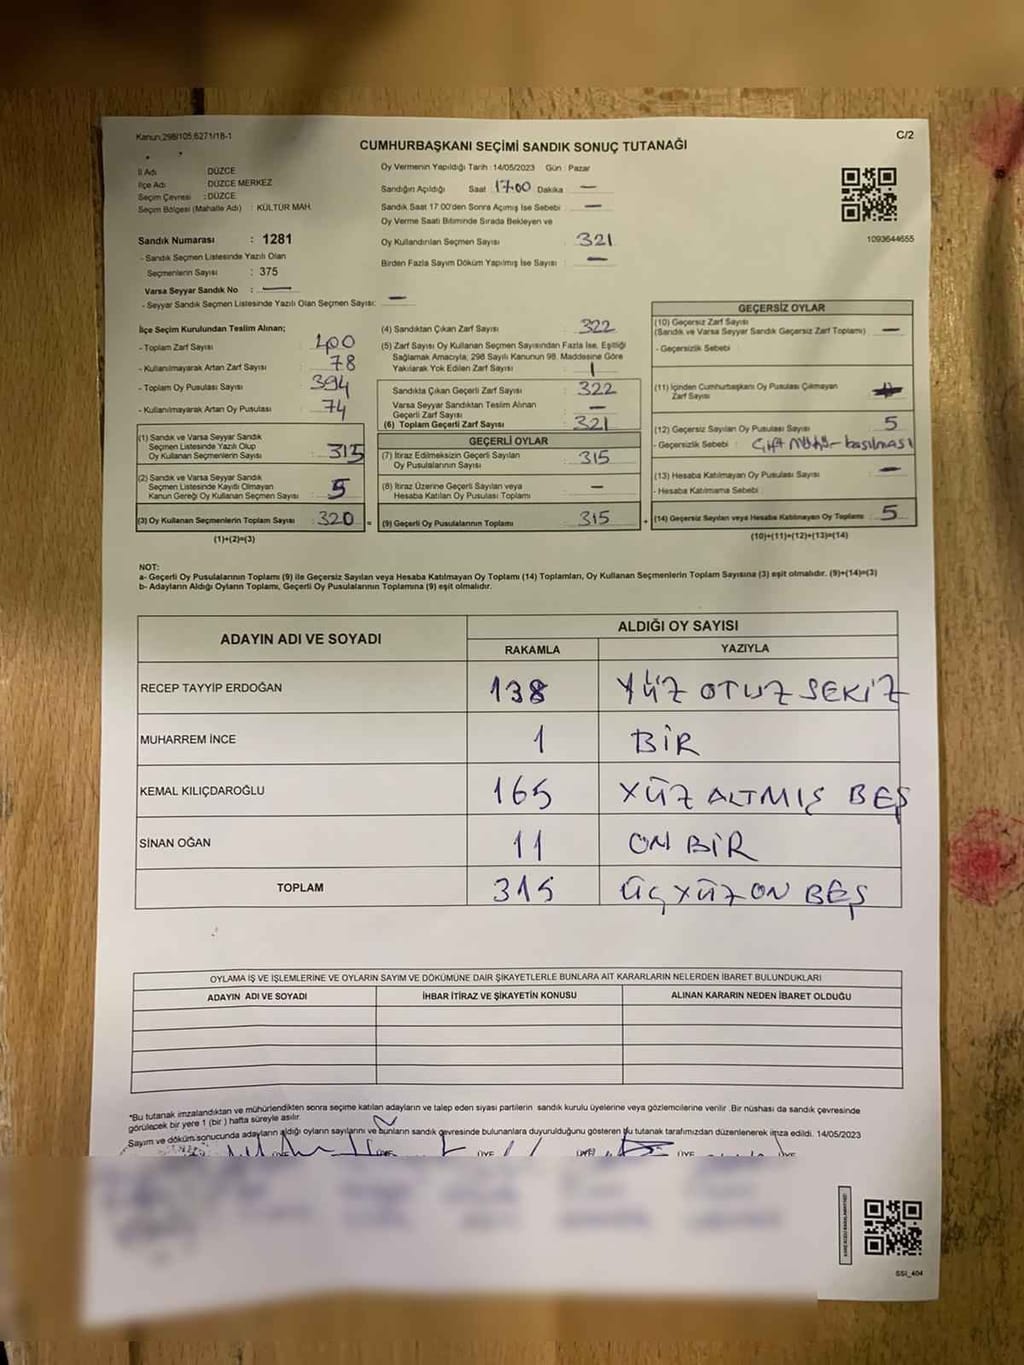 Kanun:298/105;6271/18-1
C/2
CUMHURBAŞKANI SEÇİMİ SANDIK SONUÇ TUTANAĞI
İl Adı : DÜZCE
İlçe Adı : DÜZCE MERKEZ
Seçim Çevresi : DÜZCE
Seçim Bölgesi (Mahalle Adı) : KÜLTÜR MAH.
Sandık Numarası : 1281
- Sandık Seçmen Listesinde Yazılı Olan
Seçmenlerin Sayısı : 375
Varsa Seyyar Sandık No : —
- Seyyar Sandık Seçmen Listesinde Yazılı Olan Seçmen Sayısı: —
Oy Vermenin Yapıldığı Tarih : 14/05/2023 Gün : Pazar
Sandığın Açıldığı Saat 17:00 Dakika —
Sandık Saat 17:00'den Sonra Açımış İse Sebebi : —
Oy Verme Saati Bitiminde Sırada Bekleyen ve
Oy Kullandırılan Seçmen Sayısı : 321
Birden Fazla Sayım Döküm Yapılmış İse Sayısı : —
1093644655
İlçe Seçim Kurulundan Teslim Alınan;
- Toplam Zarf Sayısı : 400
- Kullanılmayarak Artan Zarf Sayısı : 78
- Toplam Oy Pusulası Sayısı : 394
- Kullanılmayarak Artan Oy Pusulası : 74
(1) Sandık ve Varsa Seyyar Sandık
Seçmen Listesinde Yazılı Olup
Oy Kullanan Seçmenlerin Sayısı : 315
(2) Sandık ve Varsa Seyyar Sandık
Seçmen Listesinde Kaydı Olmayan
Kanun Gereği Oy Kullanan Seçmen Sayısı : 5
(3) Oy Kullanan Seçmenlerin Toplam Sayısı : 320
(1)+(2)=(3)
(4) Sandıktan Çıkan Zarf Sayısı : 322
(5) Zarf Sayısı Oy Kullanan Seçmen Sayısından Fazla İse, Eşitliği
Sağlamak Amacıyla, 298 Sayılı Kanunun 98. Maddesine Göre
Yakılarak Yok Edilen Zarf Sayısı : 1
Sandıkta Çıkan Geçerli Zarf Sayısı : 322
Varsa Seyyar Sandıktan Teslim Alınan
Geçerli Zarf Sayısı : —
(6) Toplam Geçerli Zarf Sayısı : 321
GEÇERLİ OYLAR
(7) İtiraz Edilmeksizin Geçerli Sayılan
Oy Pusulalarının Sayısı : 315
(8) İtiraz Üzerine Geçerli Sayılan veya
Hesaba Katılan Oy Pusulası Toplamı : —
= (9) Geçerli Oy Pusulalarının Toplamı : 315
GEÇERSİZ OYLAR
(10) Geçersiz Zarf Sayısı
(Sandık ve Varsa Seyyar Sandık Geçersiz Zarf Toplamı) : —
- Geçersizlik Sebebi :
(11) İçinden Cumhurbaşkanı Oy Pusulası Çıkmayan
Zarf Sayısı :
(12) Geçersiz Sayılan Oy Pusulası Sayısı : 5
- Geçersizlik Sebebi : Çift Mühür basılması
(13) Hesaba Katılmayan Oy Pusulası Sayısı : —
- Hesaba Katılmama Sebebi :
+ (14) Geçersiz Sayılan veya Hesaba Katılmayan Oy Toplamı : 5
(10)+(11)+(12)+(13)=(14)
NOT:
a- Geçerli Oy Pusulalarının Toplamı (9) ile Geçersiz Sayılan veya Hesaba Katılmayan Oy Toplamı (14) Toplamları, Oy Kullanan Seçmenlerin Toplam Sayısına (3) eşit olmalıdır. (9)+(14)=(3)
b- Adayların Aldığı Oyların Toplamı, Geçerli Oy Pusulalarının Toplamına (9) eşit olmalıdır.
ADAYIN ADI VE SOYADI
ALDIĞI OY SAYISI
RAKAMLA YAZIYLA
RECEP TAYYİP ERDOĞAN 138 YÜZ OTUZ SEKİZ
MUHARREM İNCE 1 BİR
KEMAL KILIÇDAROĞLU 165 YÜZ ALTMIŞ BEŞ
SİNAN OĞAN 11 ON BİR
TOPLAM 315 ÜÇ YÜZ ON BEŞ
OYLAMA İŞ VE İŞLEMLERİNE VE OYLARIN SAYIM VE DÖKÜMÜNE DAİR ŞİKAYETLERLE BUNLARA AİT KARARLARIN NELERDEN İBARET BULUNDUKLARI
ADAYIN ADI VE SOYADI İHBAR İTİRAZ VE ŞİKAYETİN KONUSU ALINAN KARARIN NEDEN İBARET OLDUĞU
*Bu tutanak imzalandıktan ve mühürlendikten sonra seçime katılan adayların ve talep eden siyasi partilerin sandık kurulu üyelerine veya gözlemcilerine verilir. Bir nüshası da sandık çevresinde
görülecek bir yere 1 (bir) hafta süreyle asılır.
Sayım ve döküm sonucunda adayların aldığı oyların sayılarını ve bunların sandık çevresinde bulunanlara duyurulduğunu gösteren bu tutanak tarafımızdan düzenlenerek imza edildi. 14/05/2023
ÜYE ÜYE ÜYE ÜYE
SSI_404